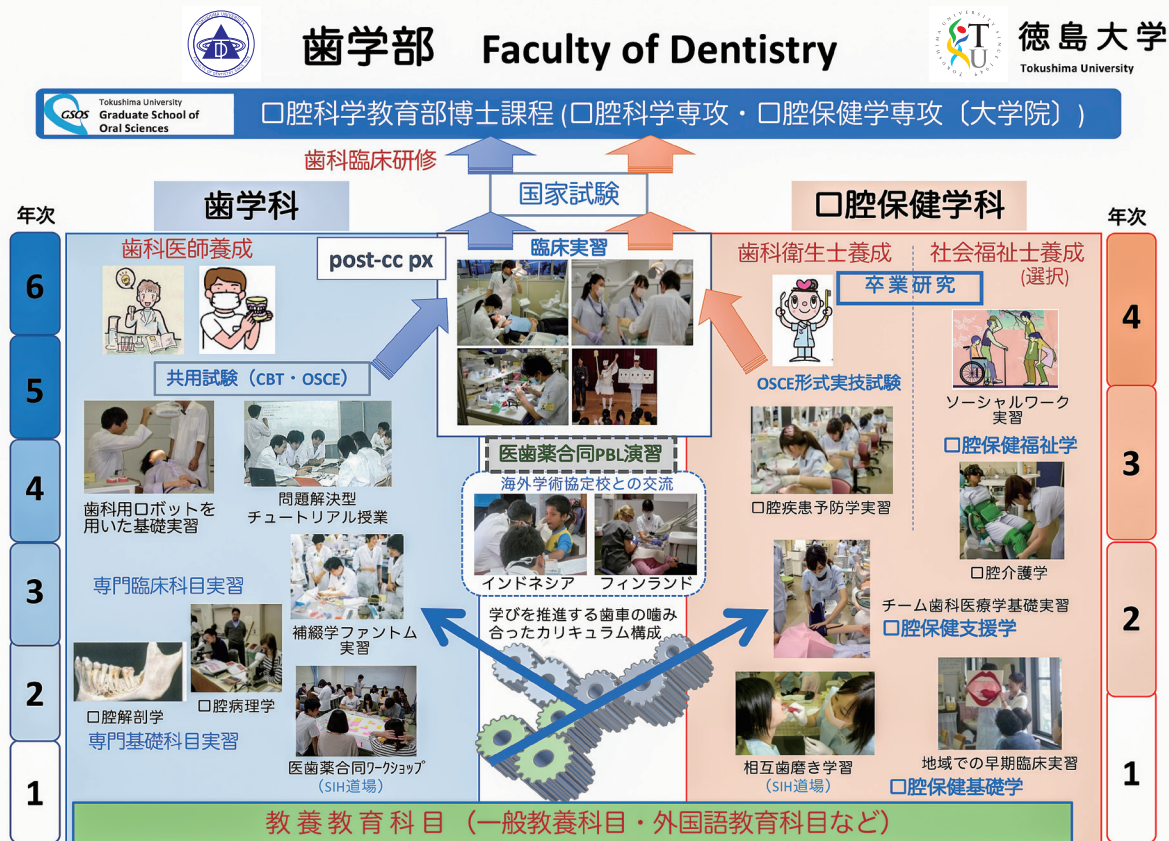 歯学部 Faculty of Dentistry
徳島大学
Tokushima University
GSOS
Tokushima University
Graduate School of
Oral Sciences
口腔科学教育部博士課程 (口腔科学専攻・口腔保健学専攻〔大学院〕)
歯科臨床研修
国家試験
歯学科
口腔保健学科
年次
6
5
4
3
2
1
歯科医師養成
post-cc px
共用試験（CBT・OSCE）
歯科用ロボットを
用いた基礎実習
問題解決型
チュートリアル授業
専門臨床科目実習
補綴学ファントム
実習
口腔解剖学
口腔病理学
専門基礎科目実習
医歯薬合同ワークショップ
（SIH道場）
臨床実習
医歯薬合同PBL演習
海外学術協定校との交流
インドネシア
フィンランド
学びを推進する歯車の噛み
合ったカリキュラム構成
歯科衛生士養成
社会福祉士養成
(選択)
卒業研究
OSCE形式実技試験
ソーシャルワーク
実習
口腔保健福祉学
口腔疾患予防学実習
口腔介護学
チーム歯科医療学基礎実習
口腔保健支援学
相互歯磨き学習
（SIH道場）
地域での早期臨床実習
口腔保健基礎学
年次
4
3
2
1
教養教育科目（一般教養科目・外国語教育科目など）